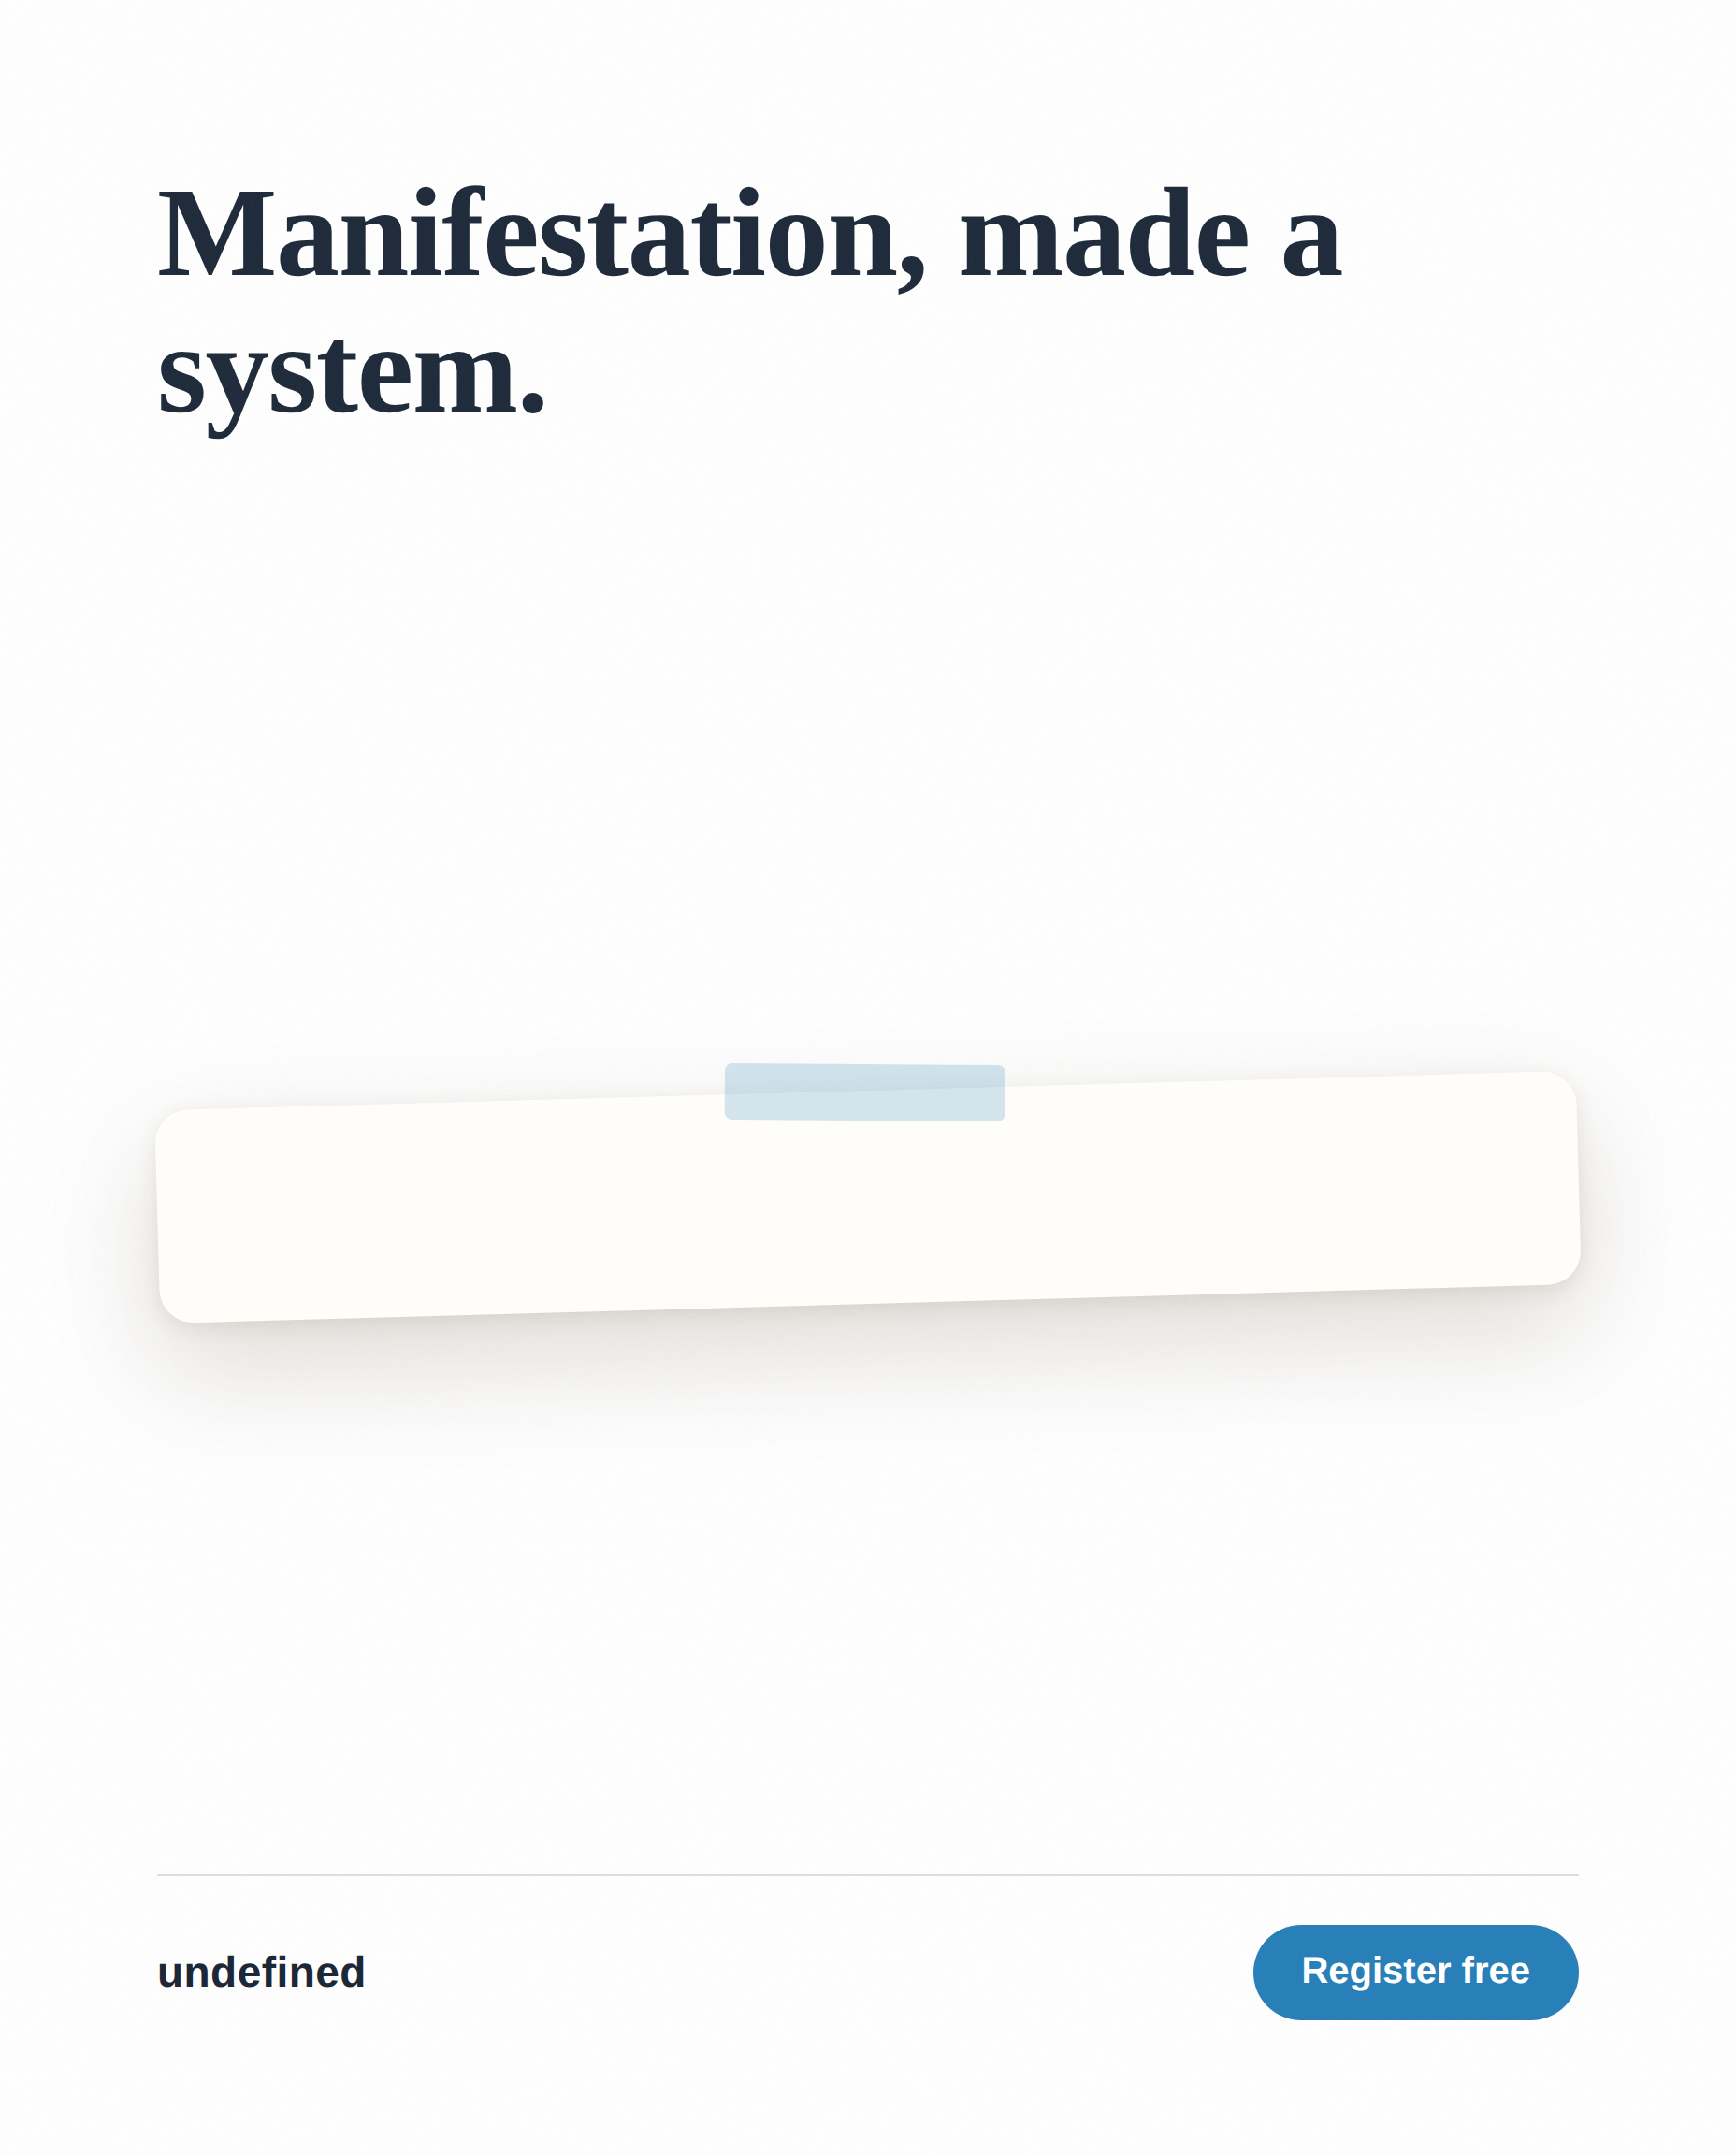 Manifestation, made a
system.
undefined
Register free